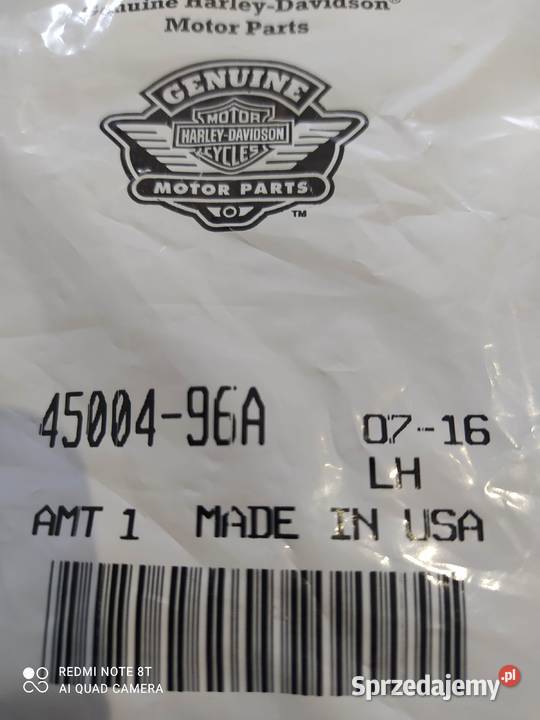 Genuine Harley-Davidson®
Motor Parts
GENUINE
MOTOR
HARLEY-DAVIDSON
CYCLES
MOTOR PARTS
™
45004-96A
07-16
LH
AMT 1 MADE IN USA
REDMI NOTE 8T
AI QUAD CAMERA
Sprzedajemy.pl